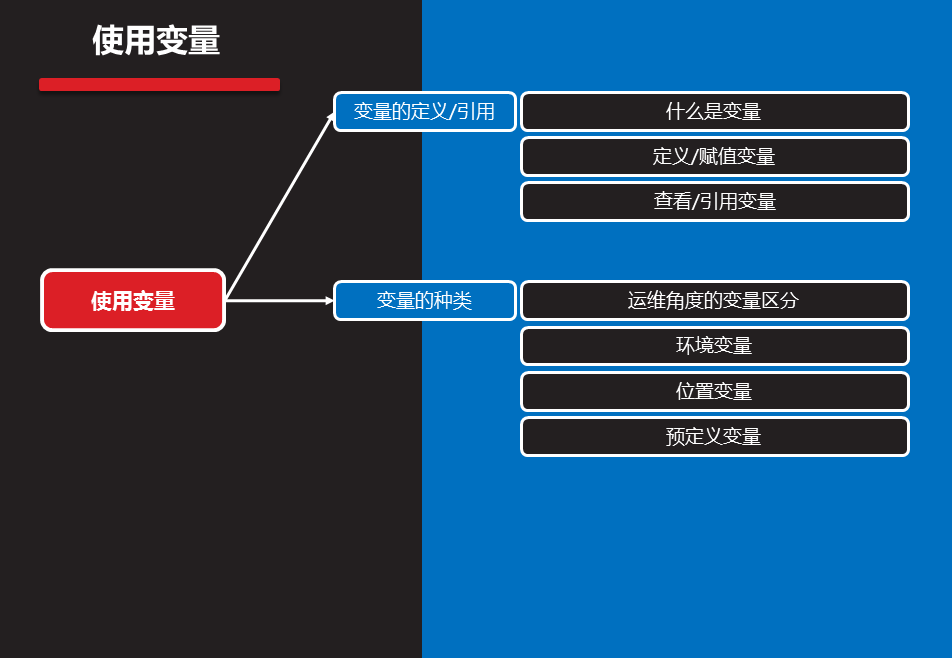 使用变量
变量的定义/引用
什么是变量
定义/赋值变量
查看/引用变量
使用变量
变量的种类
运维角度的变量区分
环境变量
位置变量
预定义变量